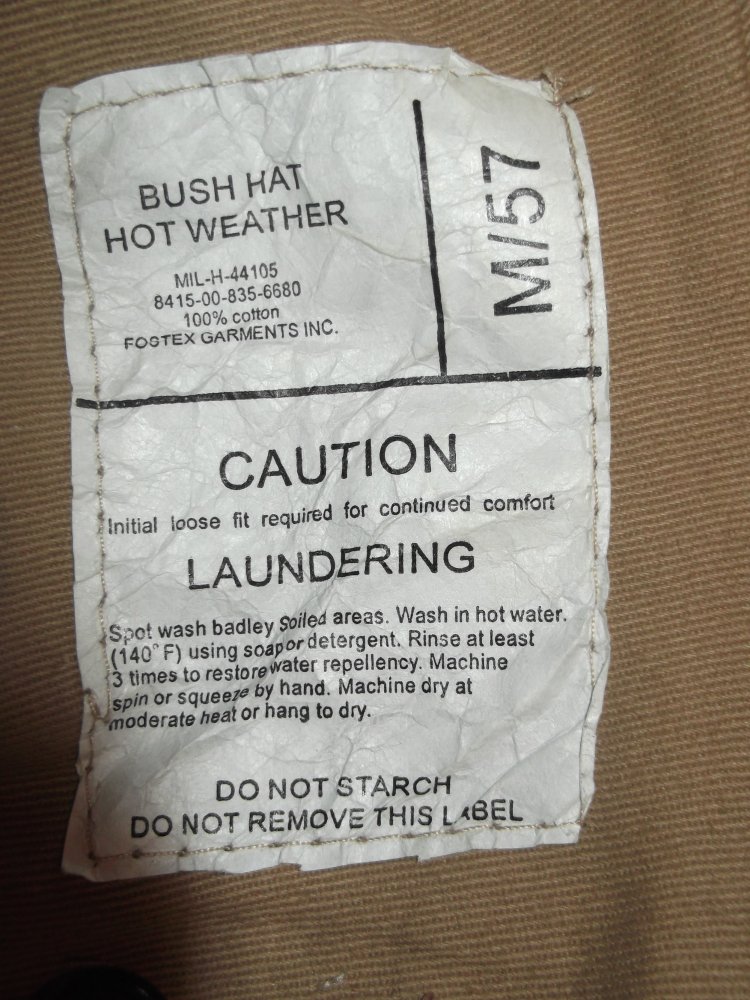 BUSH HAT
HOT WEATHER
MIL-H-44105
8415-00-835-6680
100% cotton
FOSTEX GARMENTS INC.
M/57
CAUTION
Initial loose fit required for continued comfort
LAUNDERING
Spot wash badley Soiled areas. Wash in hot water.
(140°F) using soap or detergent. Rinse at least
3 times to restore water repellency. Machine
spin or squeeze by hand. Machine dry at
moderate heat or hang to dry.
DO NOT STARCH
DO NOT REMOVE THIS LABEL